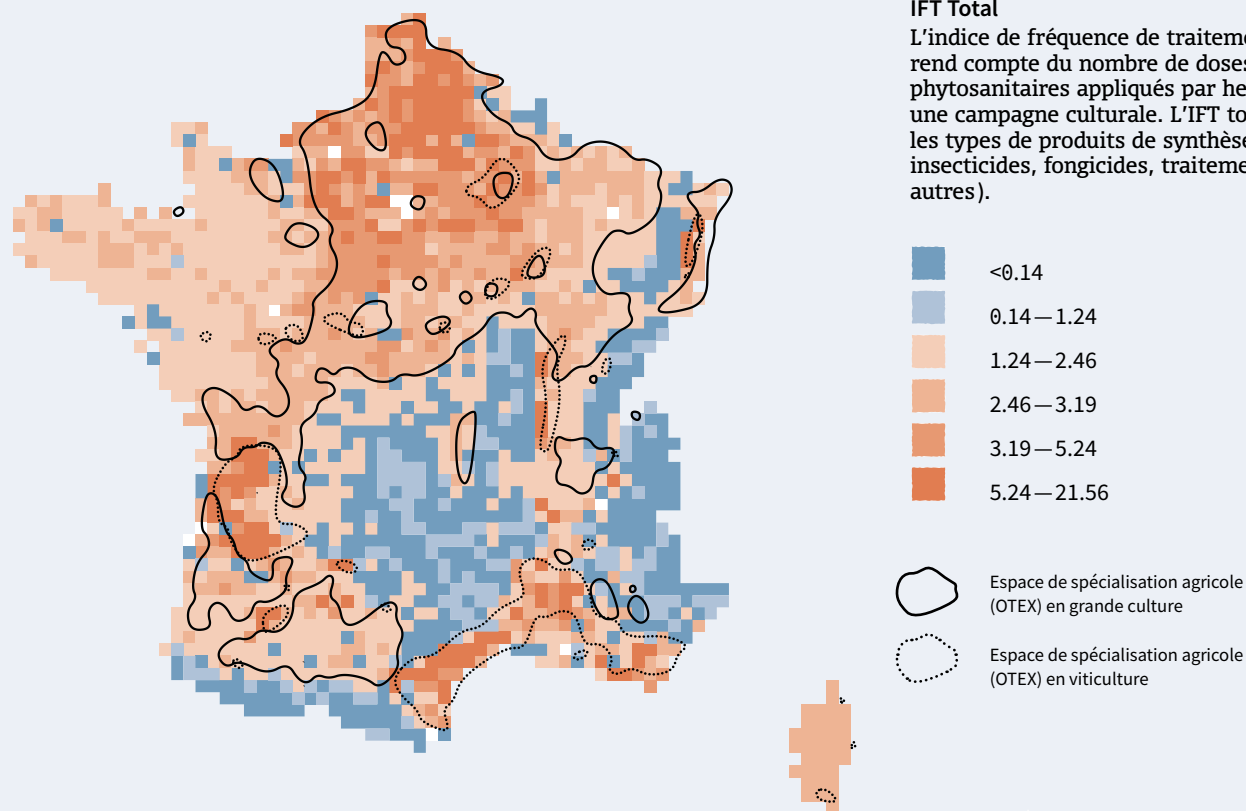 IFT Total
L'indice de fréquence de traiteme
rend compte du nombre de doses
phytosanitaires appliqués par he
une campagne culturale. L'IFT to
les types de produits de synthèse
insecticides, fongicides, traiteme
autres).
<0.14
0.14—1.24
1.24—2.46
2.46—3.19
3.19—5.24
5.24—21.56
Espace de spécialisation agricole
(OTEX) en grande culture
Espace de spécialisation agricole
(OTEX) en viticulture